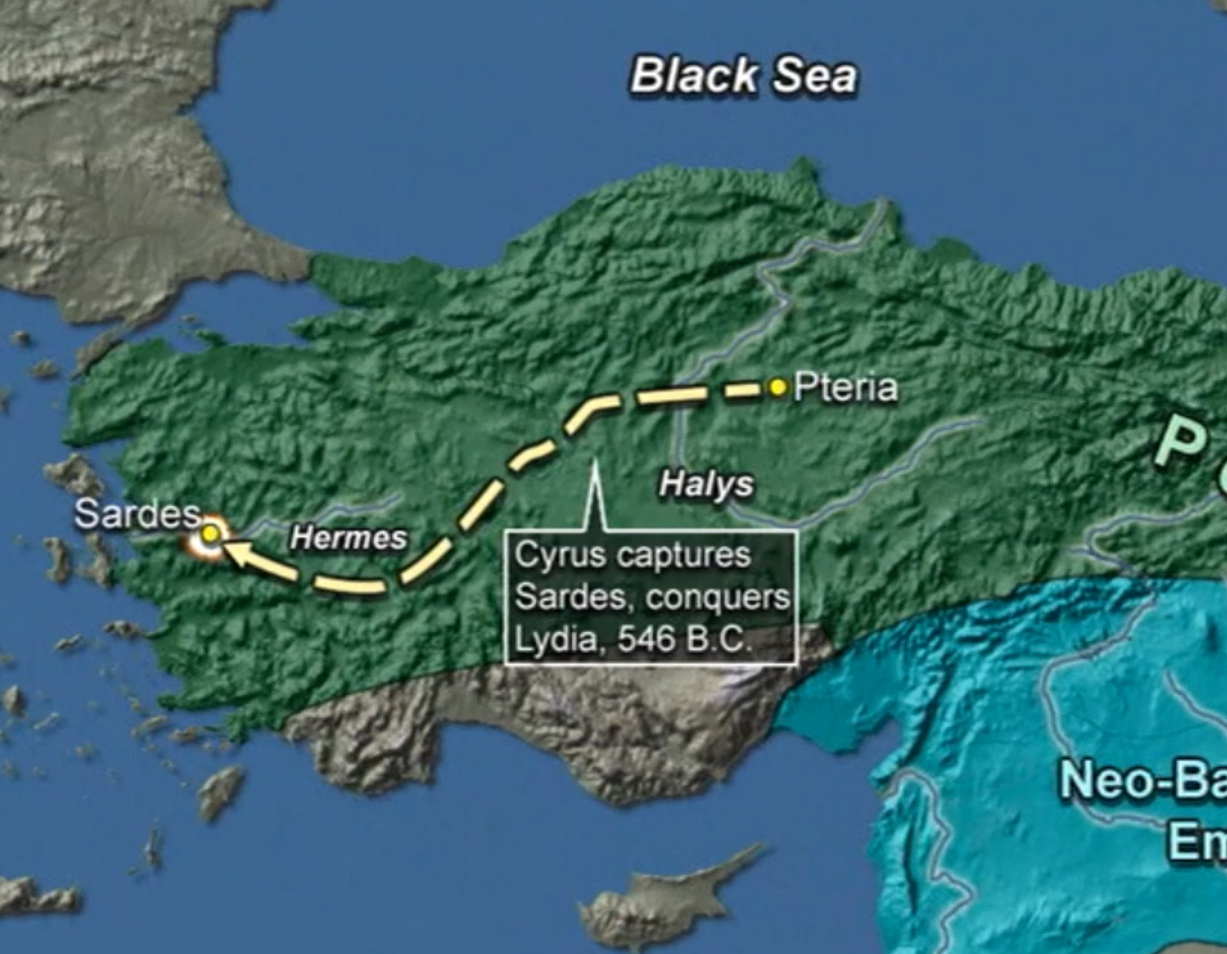 Black Sea
Pteria
P
Halys
Sardes
Hermes
Cyrus captures
Sardes, conquers
Lydia, 546 B.C.
Neo-Ba
Em